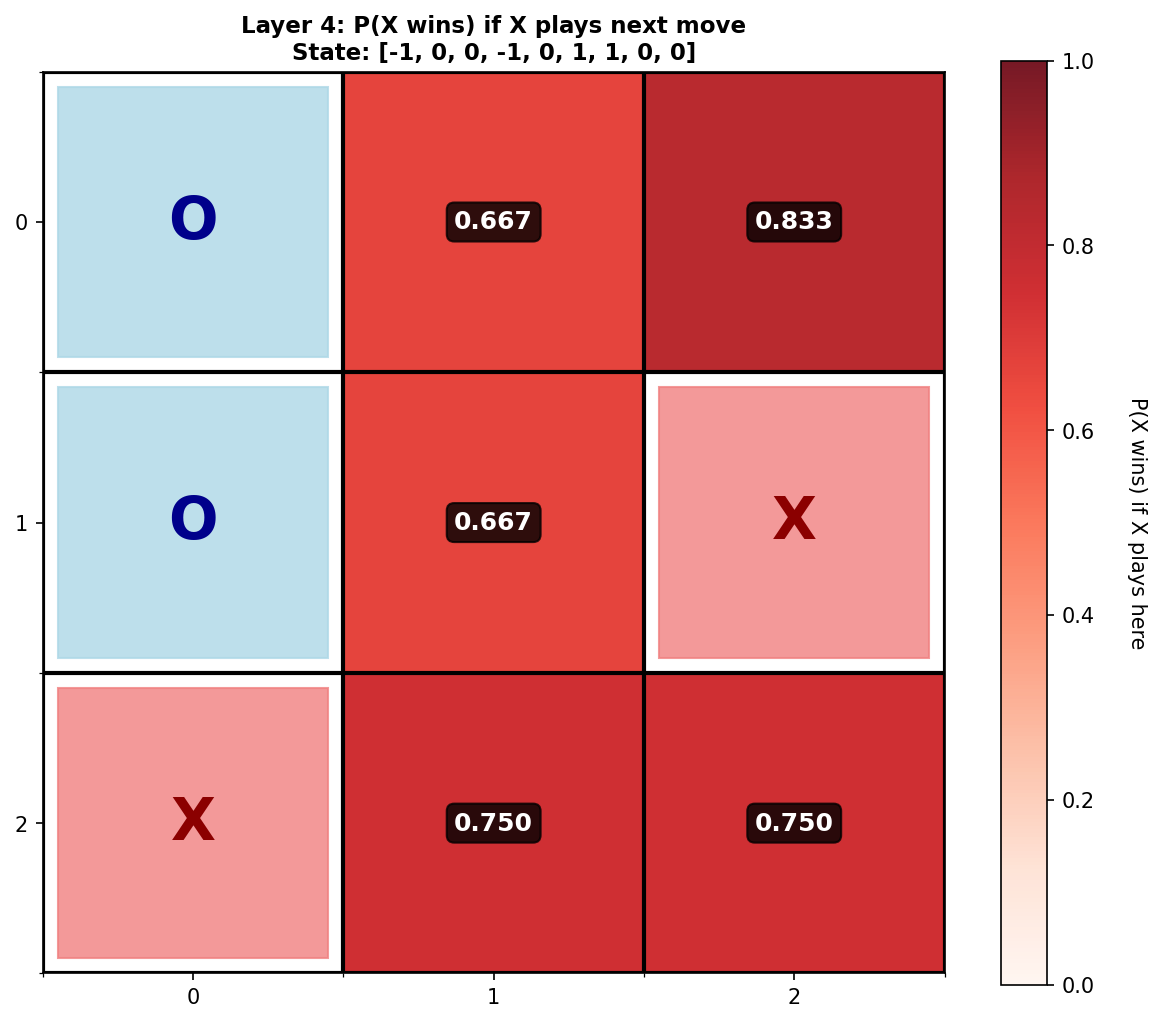 Layer 4: P(X wins) if X plays next move
State: [-1, 0, 0, -1, 0, 1, 1, 0, 0]
1.0
0
O
0.667
0.833
0.8
0.6
P(X wins) if X plays here
1
O
0.667
X
0.4
0.2
2
X
0.750
0.750
0.0
0
1
2